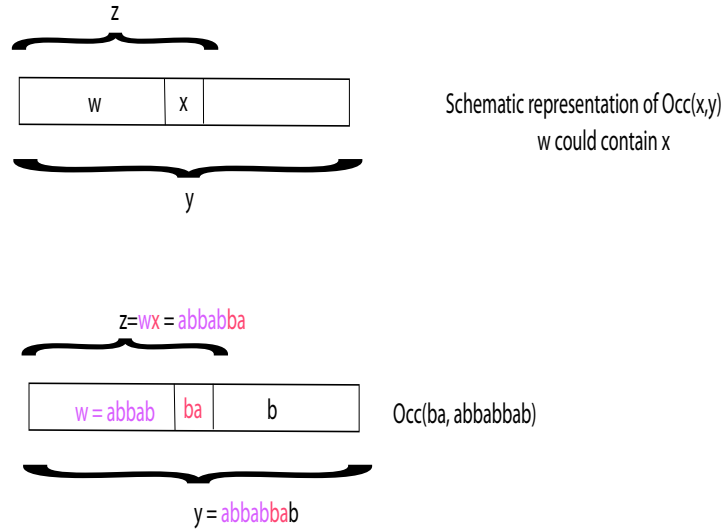 z
w x
Schematic representation of Occ(x,y)
w could contain x
y
z=wx = abbabba
w = abbab ba b
Occ(ba, abbabbab)
y = abbabbab